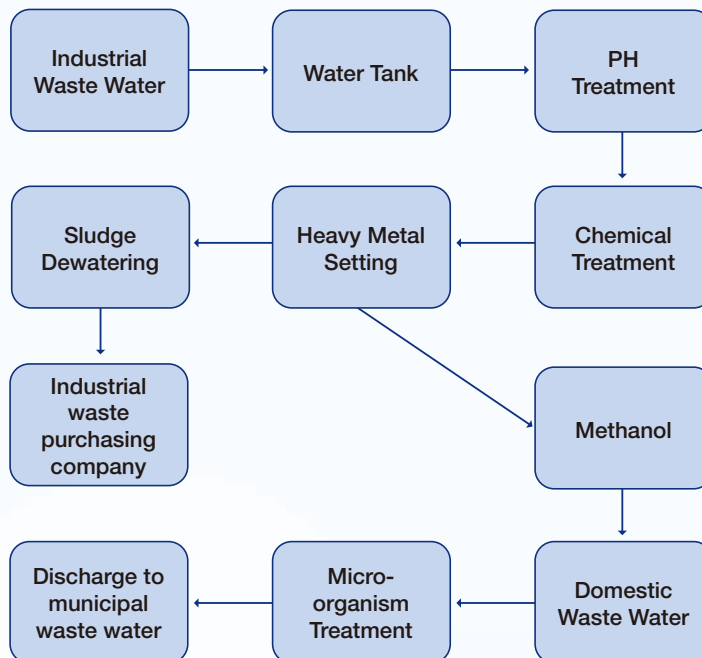 Industrial
Waste Water
Water Tank
PH
Treatment
Sludge
Dewatering
Heavy Metal
Setting
Chemical
Treatment
Industrial
waste
purchasing
company
Methanol
Discharge to
municipal
waste water
Micro-
organism
Treatment
Domestic
Waste Water